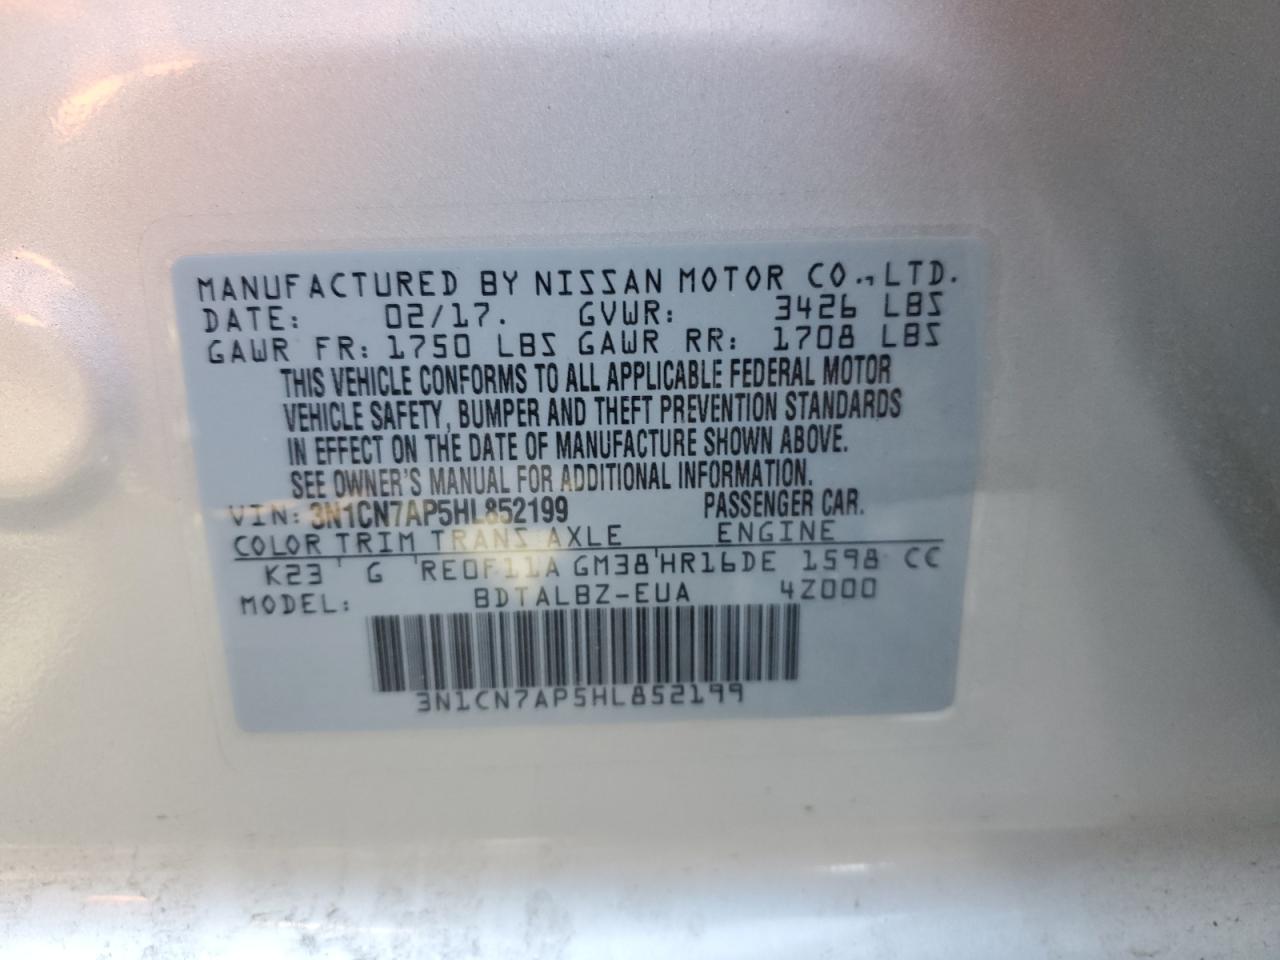 MANUFACTURED BY NISSAN MOTOR CO., LTD.
DATE: 02/17. GVWR: 3426 LBS
GAWR FR: 1750 LBS GAWR RR: 1708 LBS
THIS VEHICLE CONFORMS TO ALL APPLICABLE FEDERAL MOTOR
VEHICLE SAFETY, BUMPER AND THEFT PREVENTION STANDARDS
IN EFFECT ON THE DATE OF MANUFACTURE SHOWN ABOVE.
SEE OWNER'S MANUAL FOR ADDITIONAL INFORMATION.
VIN: 3N1CN7AP5HL852199 PASSENGER CAR.
COLOR TRIM TRANS AXLE ENGINE
K23 ' G 'RE0F11A GM38'HR16DE 1598 CC
MODEL: BDTALBZ-EUA 4Z000
3N1CN7AP5HL852199